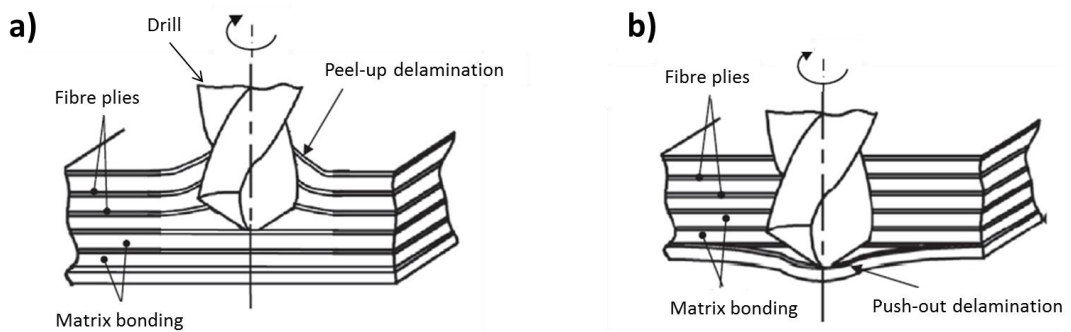 a)
Drill
Peel-up delamination
Fibre plies
Matrix bonding
b)
Fibre plies
Matrix bonding
Push-out delamination